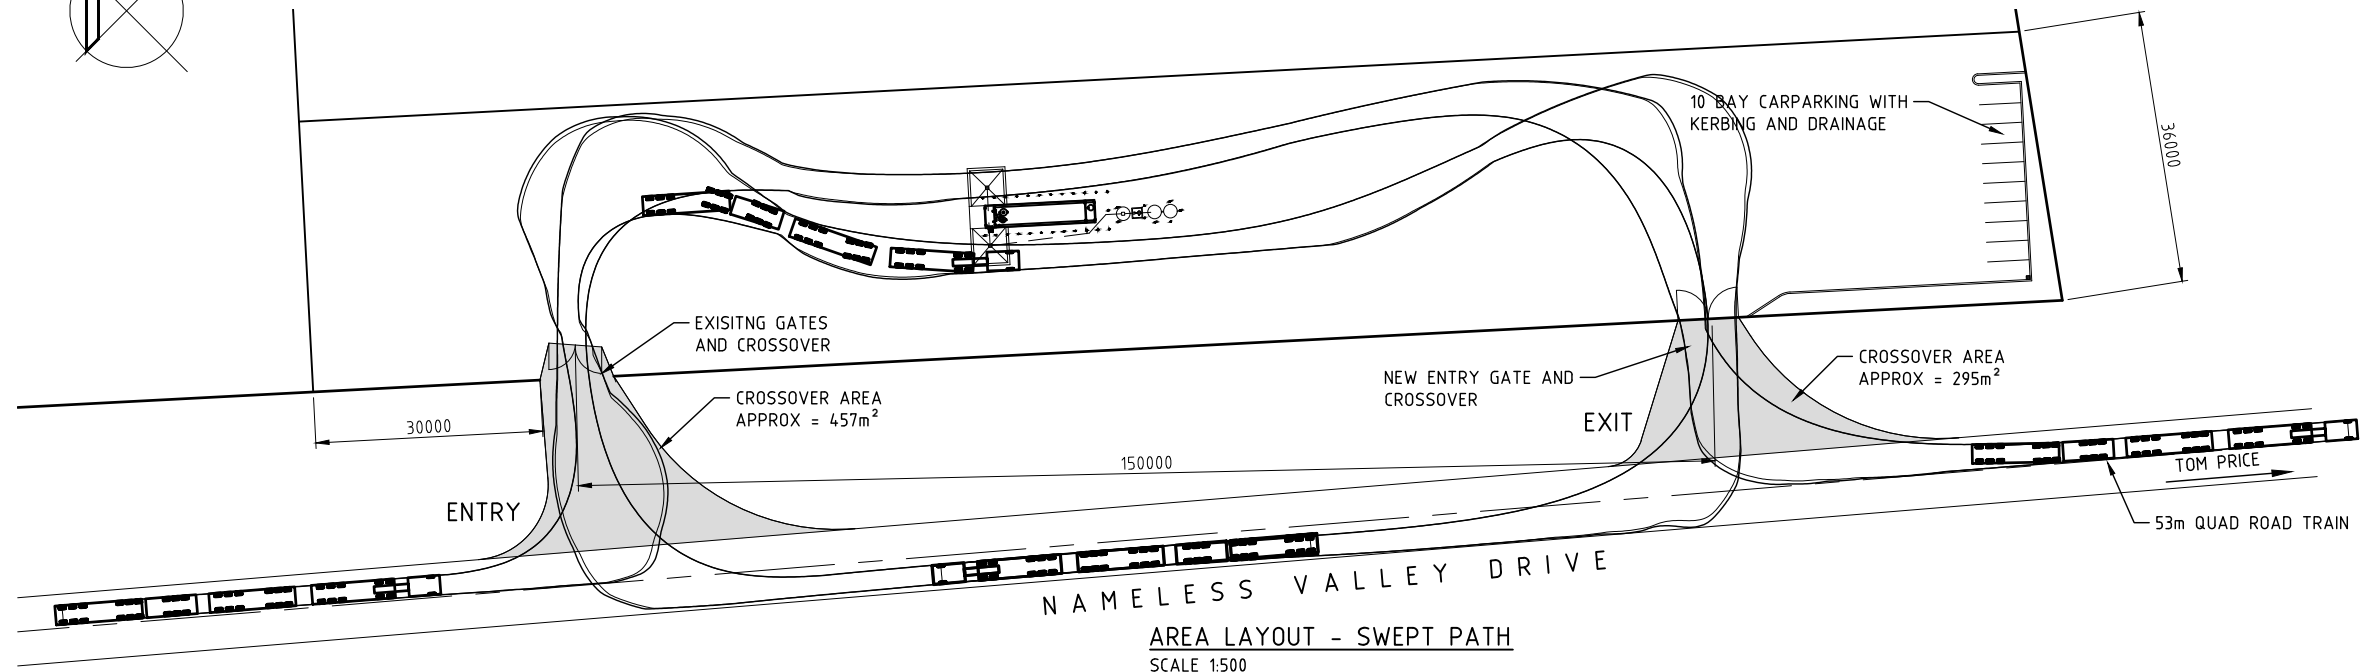 10 BAY CARPARKING WITH
KERBING AND DRAINAGE
36000
EXISITNG GATES
AND CROSSOVER
CROSSOVER AREA
APPROX = 457m²
30000
ENTRY
150000
NEW ENTRY GATE AND
CROSSOVER
EXIT
CROSSOVER AREA
APPROX = 295m²
TOM PRICE
53m QUAD ROAD TRAIN
NAMELESS VALLEY DRIVE
AREA LAYOUT - SWEPT PATH
SCALE 1:500